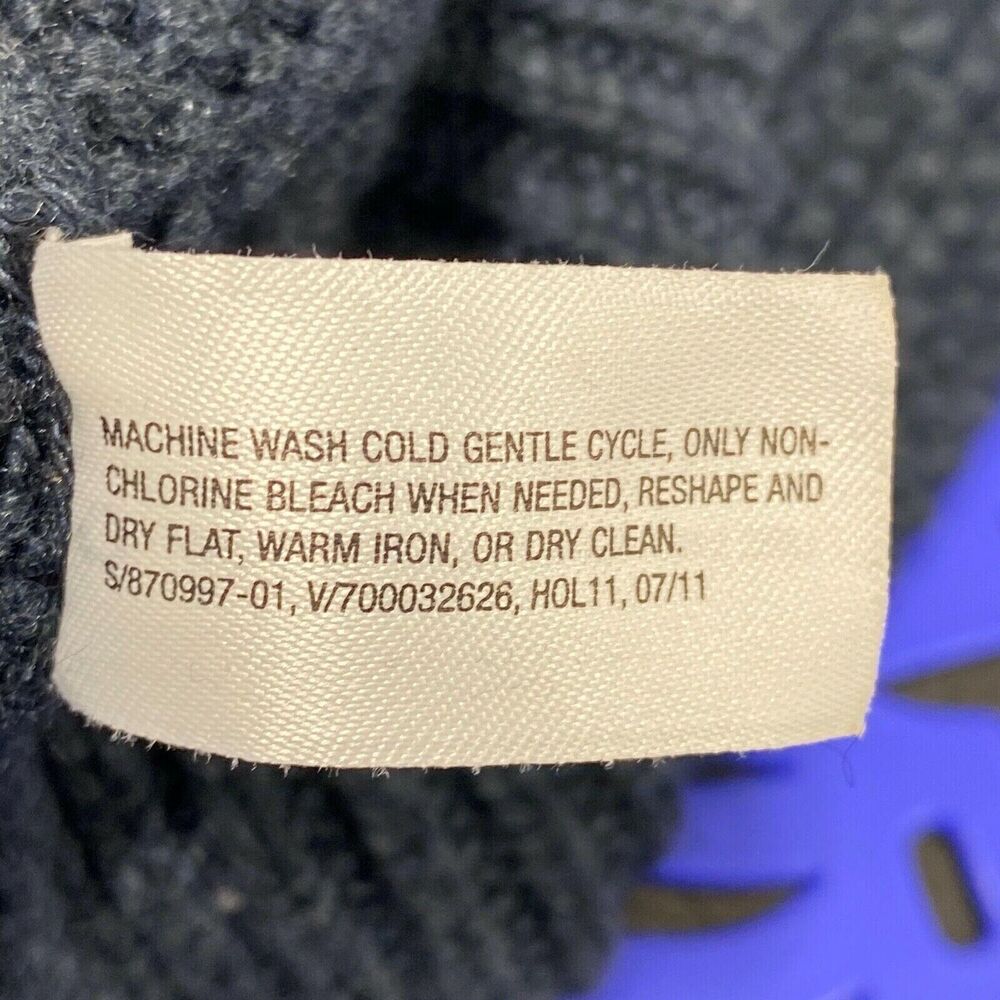 MACHINE WASH COLD GENTLE CYCLE, ONLY NON-
CHLORINE BLEACH WHEN NEEDED, RESHAPE AND
DRY FLAT, WARM IRON, OR DRY CLEAN.
S/870997-01, V/700032626, HOL11, 07/11